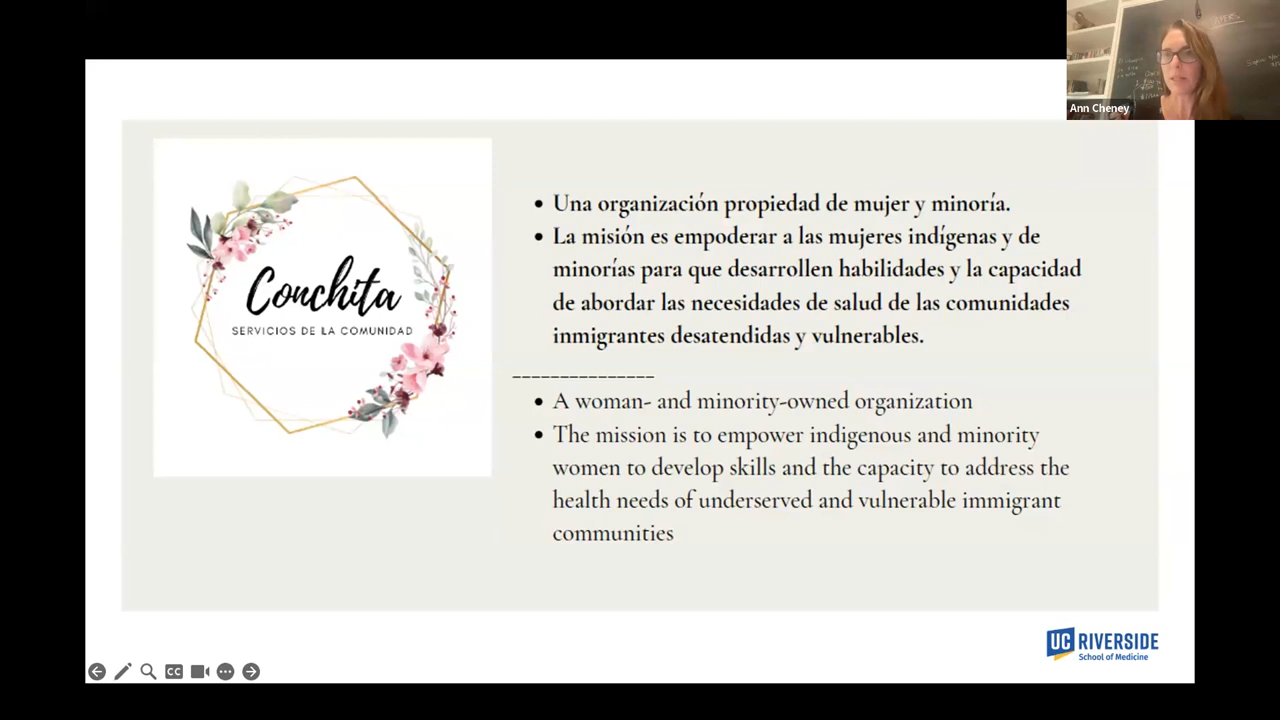 Ann Cheney
Conchita
SERVICIOS DE LA COMUNIDAD
• Una organización propiedad de mujer y minoría.
• La misión es empoderar a las mujeres indígenas y de
minorías para que desarrollen habilidades y la capacidad
de abordar las necesidades de salud de las comunidades
inmigrantes desatendidas y vulnerables.
_______________
• A woman- and minority-owned organization
• The mission is to empower indigenous and minority
women to develop skills and the capacity to address the
health needs of underserved and vulnerable immigrant
communities
UC RIVERSIDE
School of Medicine
CC